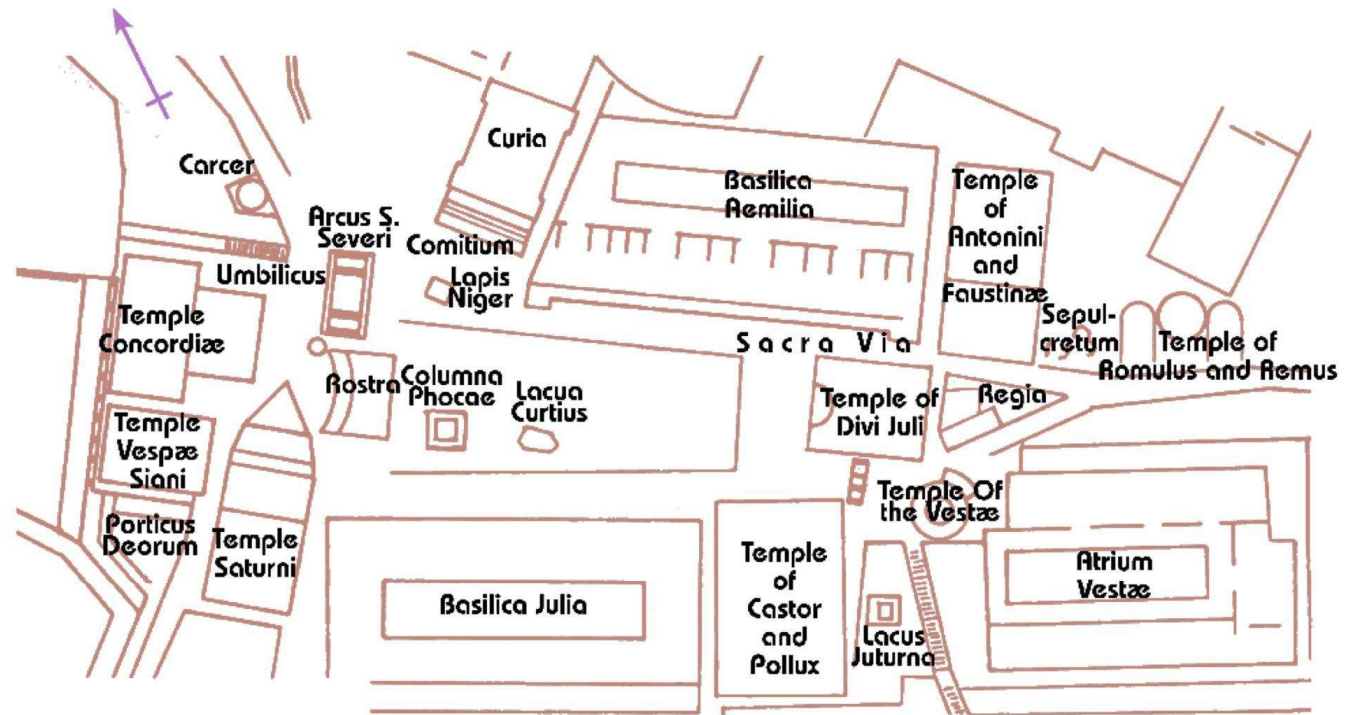 Carcer
Curia
Arcus S.
Severi
Comitium
Umbilicus
Lapis
Niger
Basilica
Aemilia
Temple
of
Antonini
and
Faustinæ
Sepul-
cretum
Temple of
Romulus and Remus
Sacra Via
Temple
Concordiæ
Rostra
Columna
Phocae
Lacua
Curtius
Temple of
Divi Juli
Regia
Temple
Vespæ
Siani
Porticus
Deorum
Temple
Saturni
Basilica Julia
Temple
of
Castor
and
Pollux
Temple Of
the Vestæ
Lacus
Juturna
Atrium
Vestæ